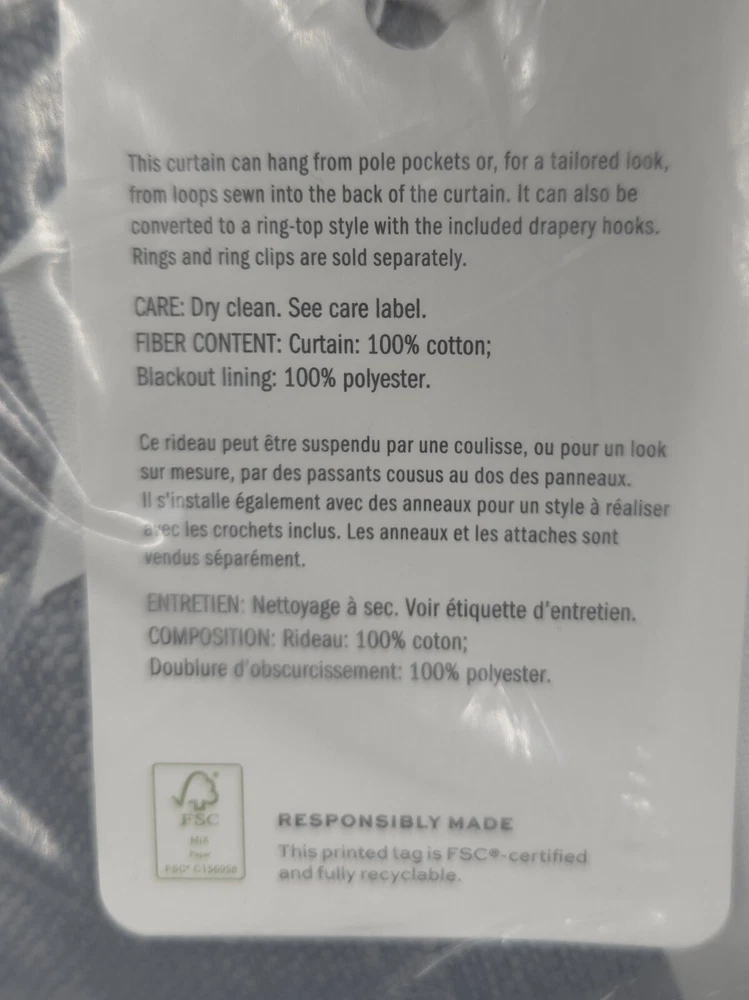 This curtain can hang from pole pockets or, for a tailored look,
from loops sewn into the back of the curtain. It can also be
converted to a ring-top style with the included drapery hooks.
Rings and ring clips are sold separately.
CARE: Dry clean. See care label.
FIBER CONTENT: Curtain: 100% cotton;
Blackout lining: 100% polyester.
Ce rideau peut être suspendu par une coulisse, ou pour un look
sur mesure, par des passants cousus au dos des panneaux.
Il s'installe également avec des anneaux pour un style à réaliser
avec les crochets inclus. Les anneaux et les attaches sont
vendus séparément.
ENTRETIEN: Nettoyage à sec. Voir étiquette d'entretien.
COMPOSITION: Rideau: 100% coton;
Doublure d'obscurcissement: 100% polyester.
FSC
MIX
Paper
FSC® C156958
RESPONSIBLY MADE
This printed tag is FSC®-certified
and fully recyclable.